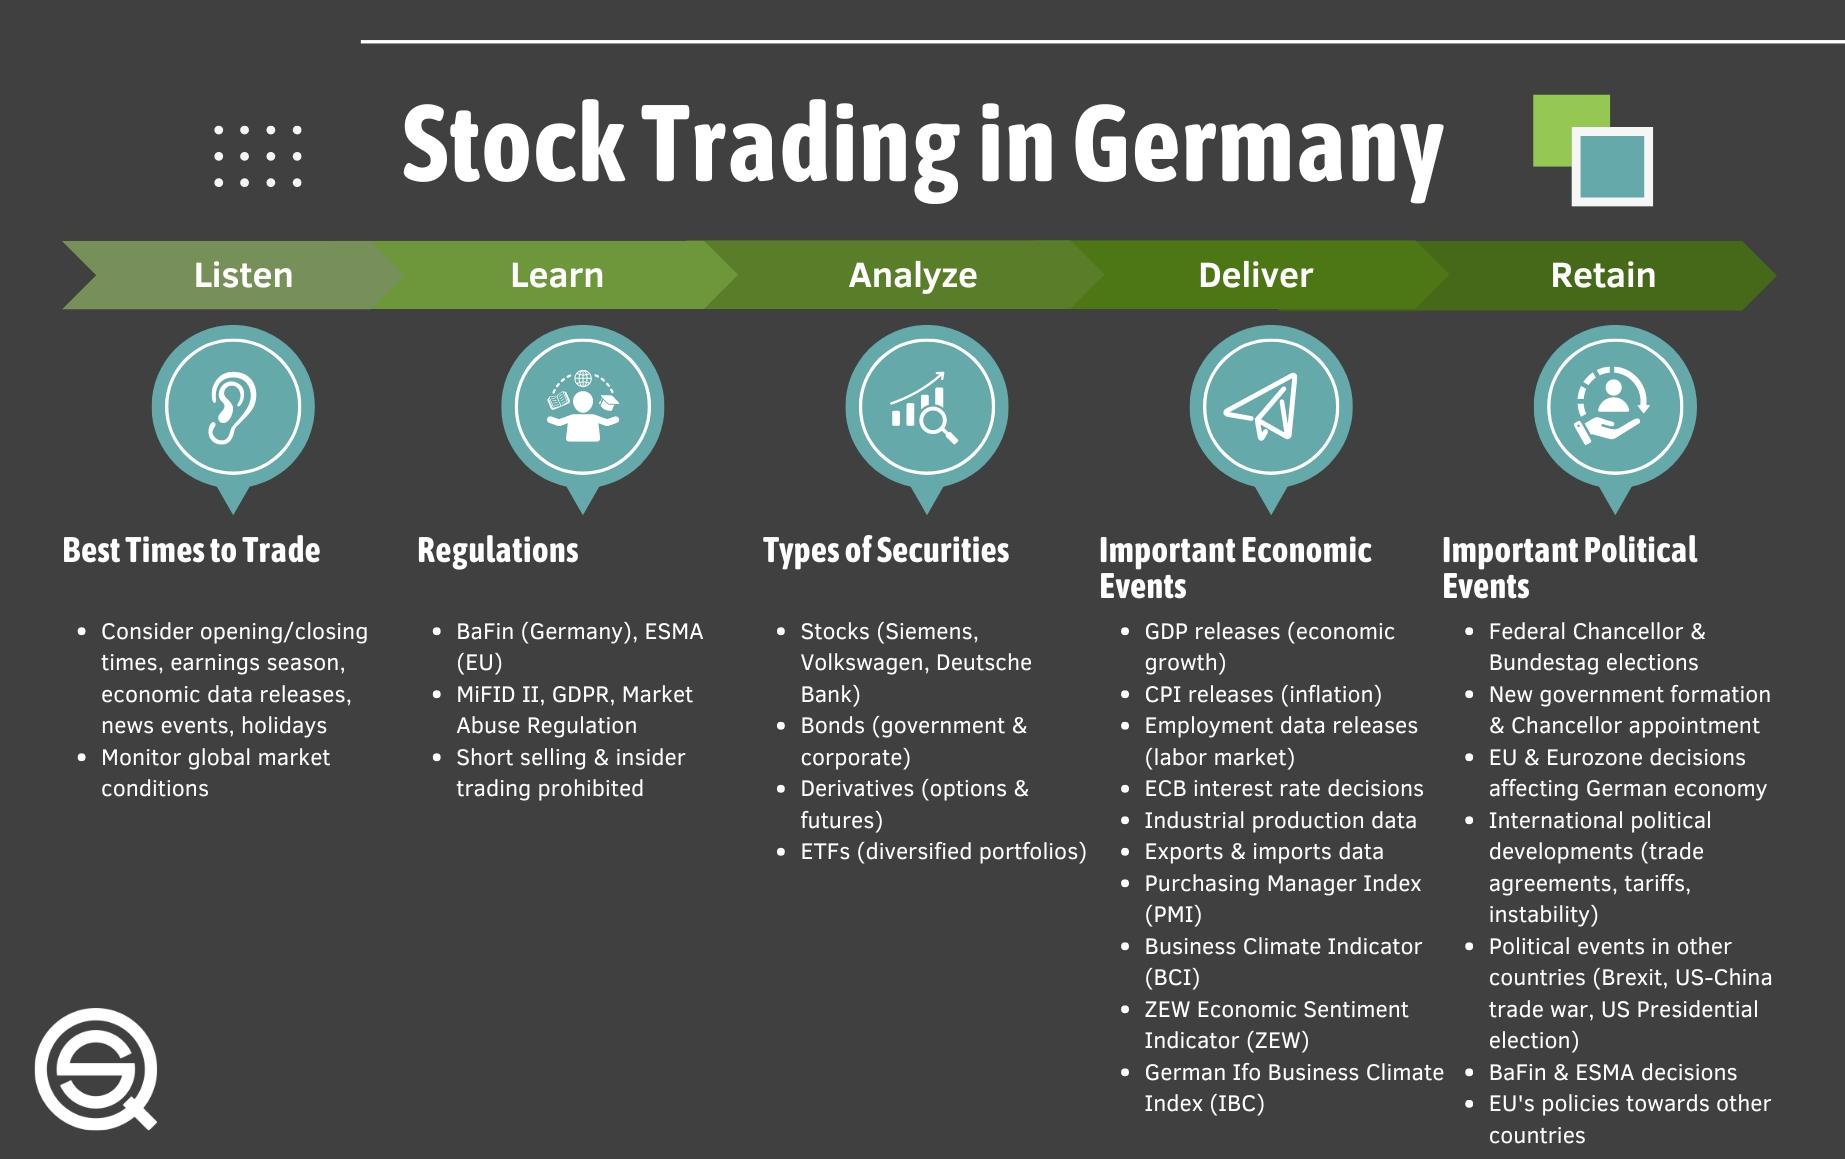 Stock Trading in Germany
Listen
Learn
Analyze
Deliver
Retain
Best Times to Trade
Consider opening/closing
times, earnings season,
economic data releases,
news events, holidays
Monitor global market
conditions
Regulations
BaFin (Germany), ESMA
(EU)
MiFID II, GDPR, Market
Abuse Regulation
Short selling & insider
trading prohibited
Types of Securities
Stocks (Siemens,
Volkswagen, Deutsche
Bank)
Bonds (government &
corporate)
Derivatives (options &
futures)
ETFs (diversified portfolios)
Important Economic
Events
GDP releases (economic
growth)
CPI releases (inflation)
Employment data releases
(labor market)
ECB interest rate decisions
Industrial production data
Exports & imports data
Purchasing Manager Index
(PMI)
Business Climate Indicator
(BCI)
ZEW Economic Sentiment
Indicator (ZEW)
German Ifo Business Climate
Index (IBC)
Important Political
Events
Federal Chancellor &
Bundestag elections
New government formation
& Chancellor appointment
EU & Eurozone decisions
affecting German economy
International political
developments (trade
agreements, tariffs,
instability)
Political events in other
countries (Brexit, US-China
trade war, US Presidential
election)
BaFin & ESMA decisions
EU's policies towards other
countries